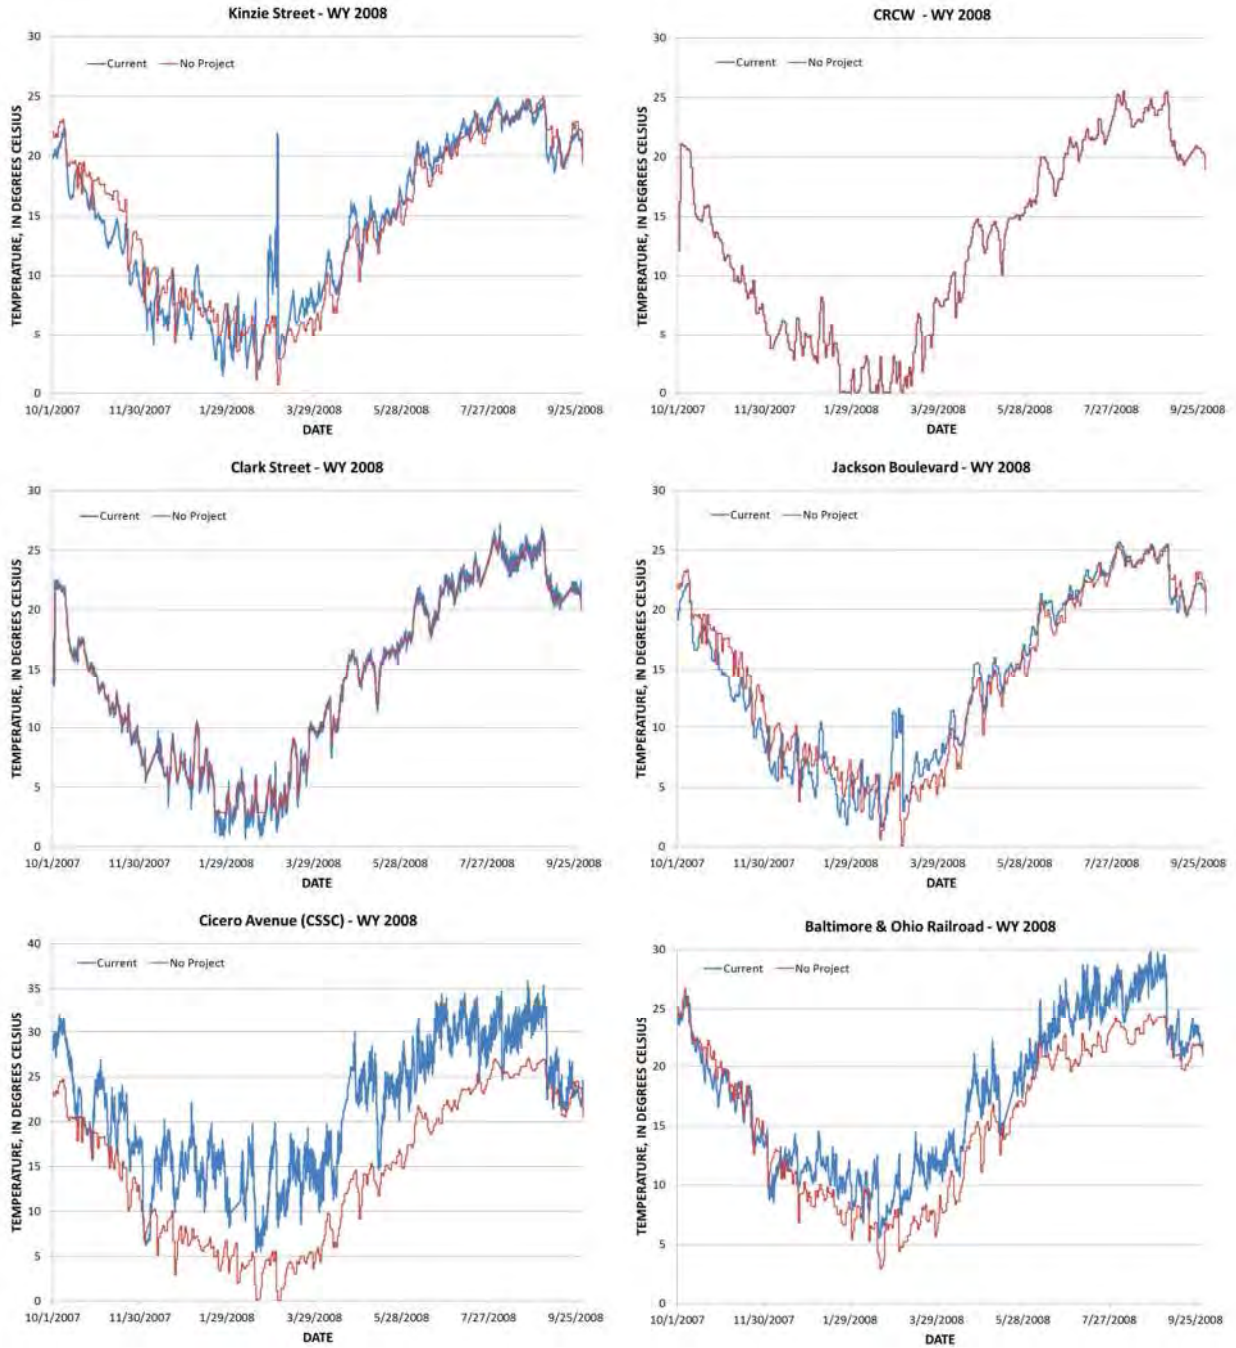 Kinzie Street - WY 2008
30
25
20
15
10
5
0
TEMPERATURE, IN DEGREES CELSIUS
Current No Project
10/1/2007 11/30/2007 1/29/2008 3/29/2008 5/28/2008 7/27/2008 9/25/2008
DATE
CRCW - WY 2008
30
25
20
15
10
5
0
TEMPERATURE, IN DEGREES CELSIUS
Current No Project
10/1/2007 11/30/2007 1/29/2008 3/29/2008 5/28/2008 7/27/2008 9/25/2008
DATE
Clark Street - WY 2008
30
25
20
15
10
5
0
TEMPERATURE, IN DEGREES CELSIUS
Current No Project
10/1/2007 11/30/2007 1/29/2008 3/29/2008 5/28/2008 7/27/2008 9/25/2008
DATE
Jackson Boulevard - WY 2008
30
25
20
15
10
5
0
TEMPERATURE, IN DEGREES CELSIUS
Current No Project
10/1/2007 11/30/2007 1/29/2008 3/29/2008 5/28/2008 7/27/2008 9/25/2008
DATE
Cicero Avenue (CSSC) - WY 2008
40
35
30
25
20
15
10
5
0
TEMPERATURE, IN DEGREES CELSIUS
Current No Project
10/1/2007 11/30/2007 1/29/2008 3/29/2008 5/28/2008 7/27/2008 9/25/2008
DATE
Baltimore & Ohio Railroad - WY 2008
30
25
20
15
10
5
0
TEMPERATURE, IN DEGREES CELSIUS
Current No Project
10/1/2007 11/30/2007 1/29/2008 3/29/2008 5/28/2008 7/27/2008 9/25/2008
DATE